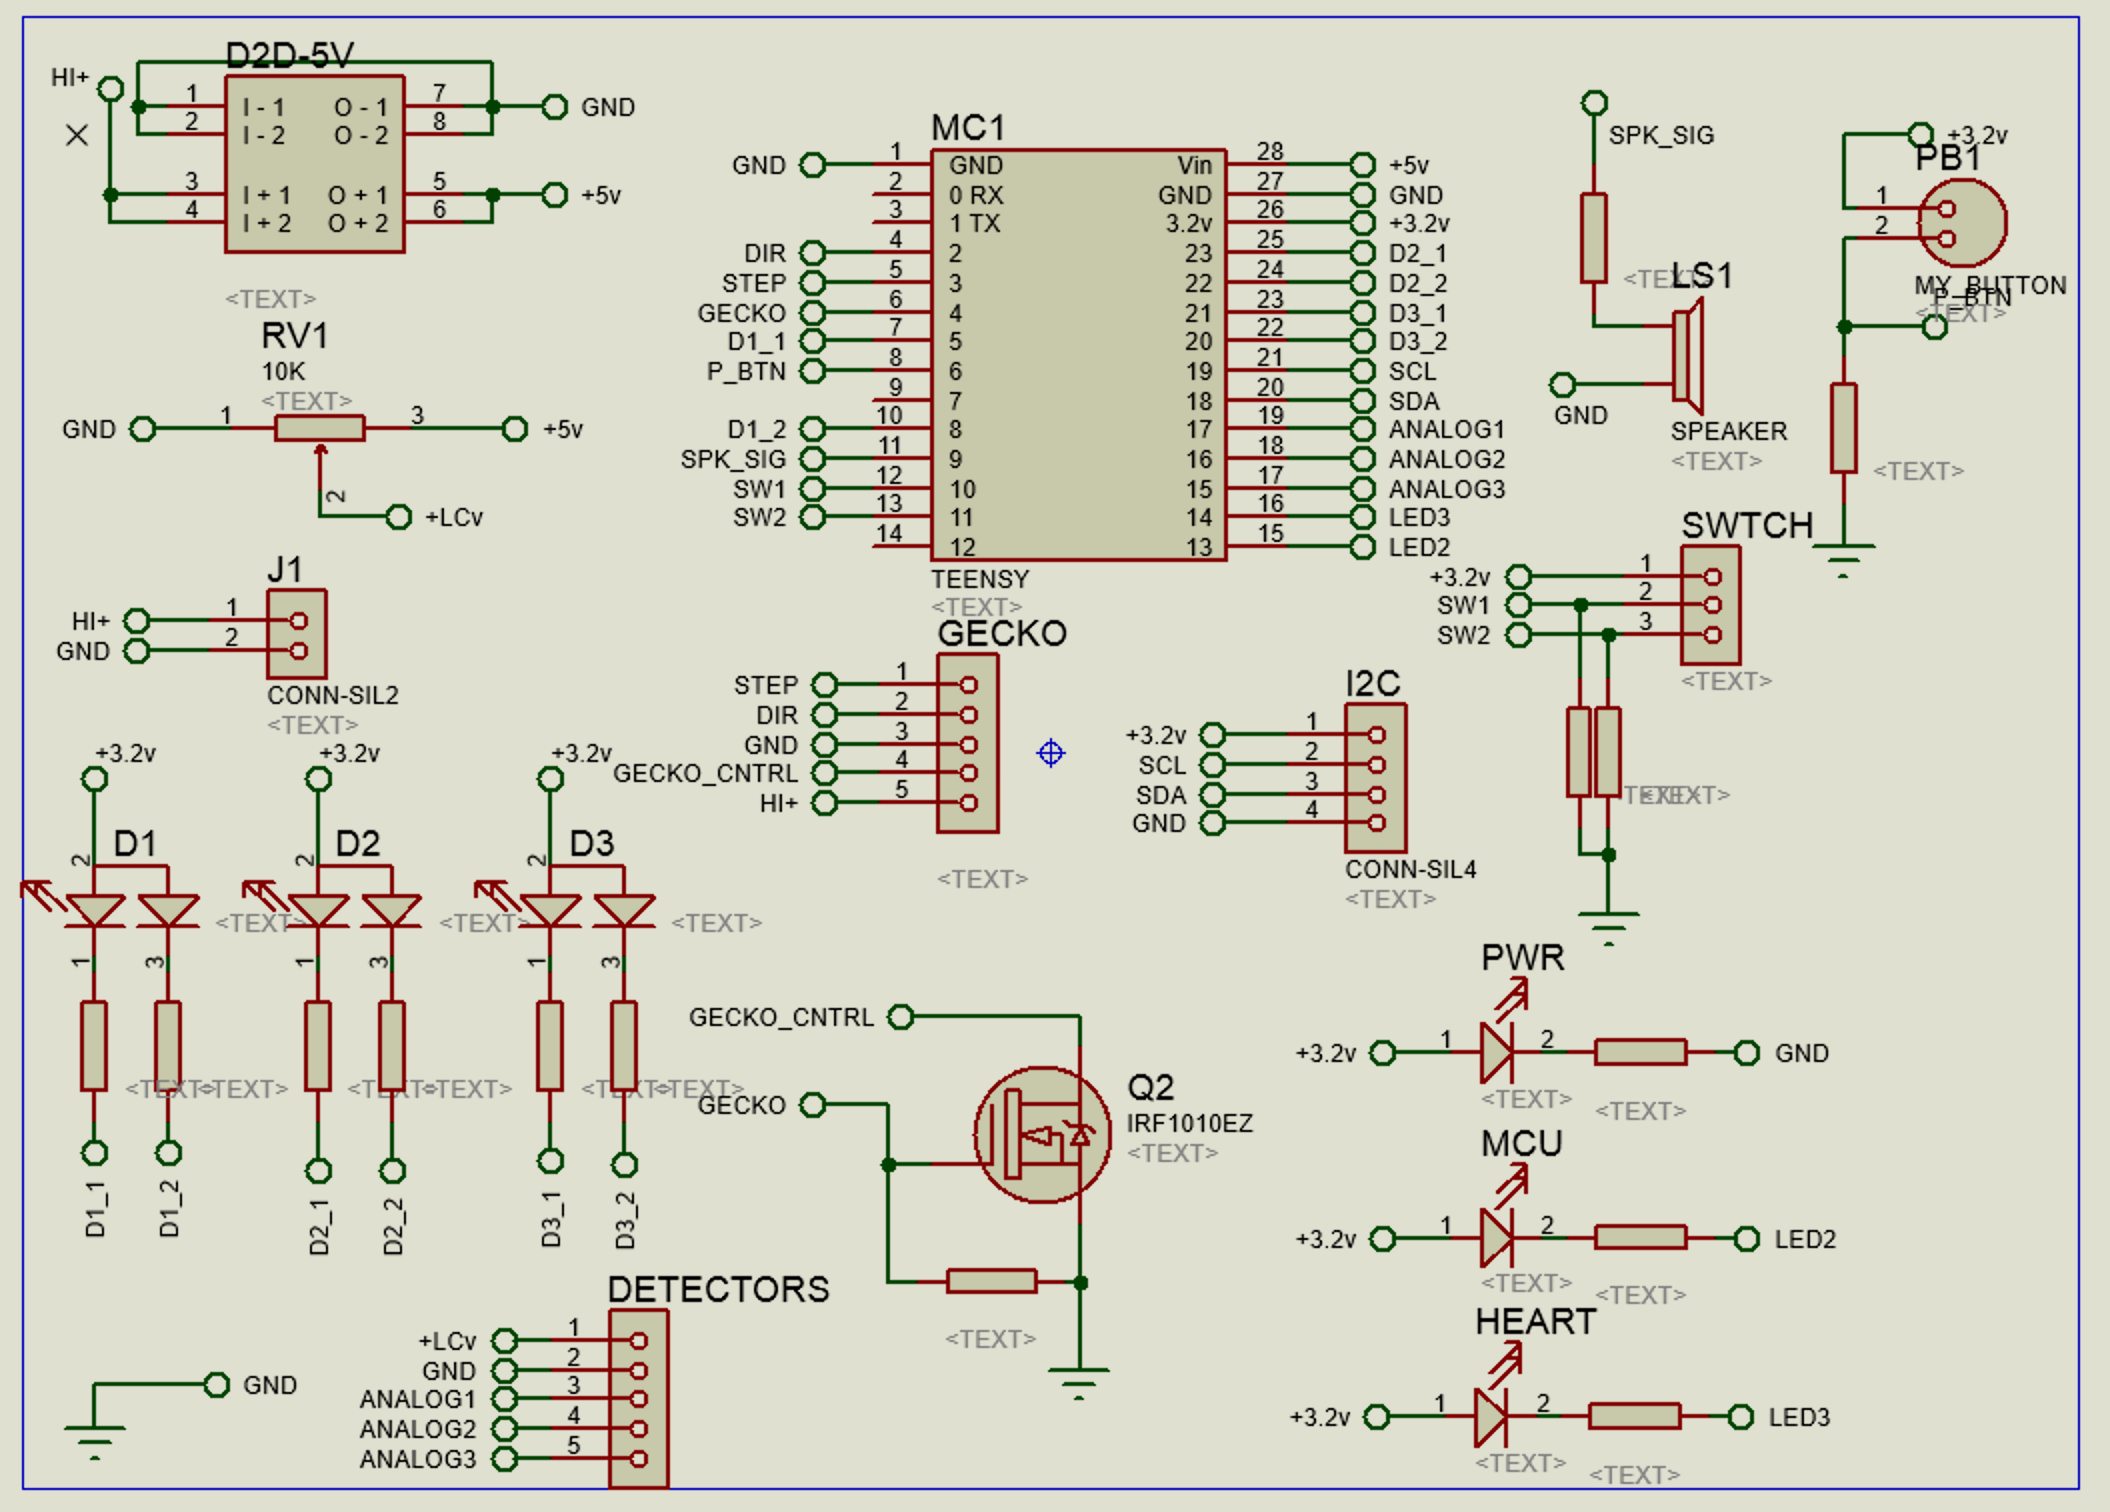 D2D-5V
HI+
1 I - 1 O - 1 7 GND
2 I - 2 O - 2 8
3 I + 1 O + 1 5 +5v
4 I + 2 O + 2 6
<TEXT>
RV1
10K
<TEXT>
GND 1 3 +5v
2
+LCv
J1
HI+ 1
GND 2
CONN-SIL2
<TEXT>
MC1
GND 1 GND Vin 28 +5v
2 0 RX GND 27 GND
3 1 TX 3.2v 26 +3.2v
DIR 4 2 23 25 D2_1
STEP 5 3 22 24 D2_2
GECKO 6 4 21 23 D3_1
D1_1 7 5 20 22 D3_2
P_BTN 8 6 19 21 SCL
9 7 18 20 SDA
D1_2 10 8 17 19 ANALOG1
SPK_SIG 11 9 16 18 ANALOG2
SW1 12 10 15 17 ANALOG3
SW2 13 11 14 16 LED3
14 12 13 15 LED2
TEENSY
<TEXT>
SPK_SIG
<TEXT>
LS1
GND
SPEAKER
<TEXT>
+3.2v
PB1
1
2
MY_BUTTON
P_BTN
<TEXT>
<TEXT>
SWTCH
+3.2v 1
SW1 2
SW2 3
<TEXT>
GECKO
STEP 1
DIR 2
GND 3
GECKO_CNTRL 4
HI+ 5
<TEXT>
I2C
+3.2v 1
SCL 2
SDA 3
GND 4
CONN-SIL4
<TEXT>
+3.2v +3.2v +3.2v
2 D1 2 D2 2 D3
<TEXT> <TEXT> <TEXT>
1 3 1 3 1 3
<TEXT> <TEXT> <TEXT> <TEXT> <TEXT> <TEXT>
D1_1 D1_2 D2_1 D2_2 D3_1 D3_2
GECKO_CNTRL
GECKO
Q2
IRF1010EZ
<TEXT>
<TEXT>
PWR
+3.2v 1 2 GND
<TEXT> <TEXT>
MCU
+3.2v 1 2 LED2
<TEXT> <TEXT>
HEART
+3.2v 1 2 LED3
<TEXT> <TEXT>
DETECTORS
+LCv 1
GND 2
ANALOG1 3
ANALOG2 4
ANALOG3 5
GND